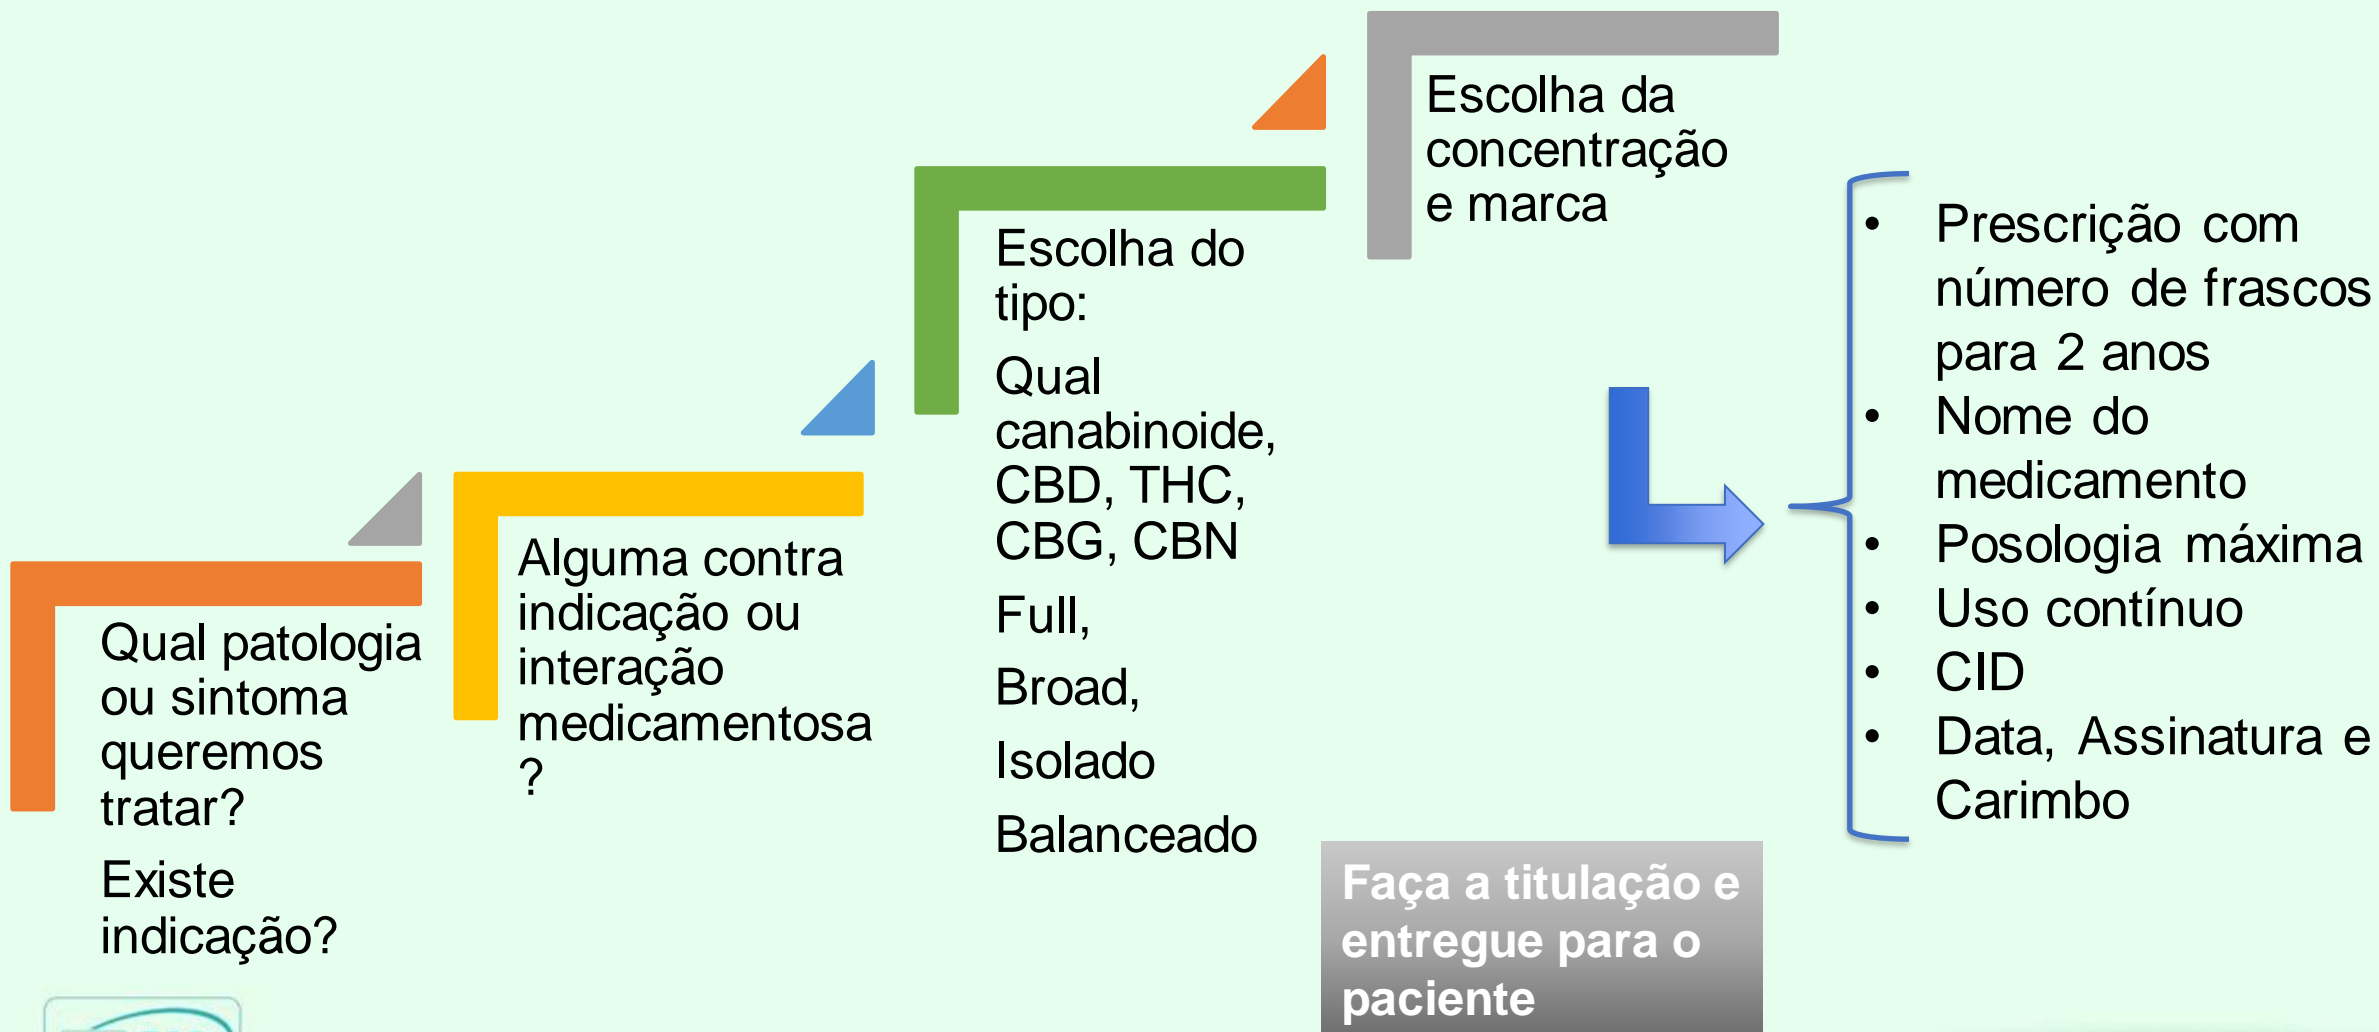 Qual patologia
ou sintoma
queremos
tratar?
Existe
indicação?
Alguma contra
indicação ou
interação
medicamentosa
?
Escolha do
tipo:
Qual
canabinoide,
CBD, THC,
CBG, CBN
Full,
Broad,
Isolado
Balanceado
Escolha da
concentração
e marca
• Prescrição com
número de frascos
para 2 anos
• Nome do
medicamento
• Posologia máxima
• Uso contínuo
• CID
• Data, Assinatura e
Carimbo
Faça a titulação e
entregue para o
paciente